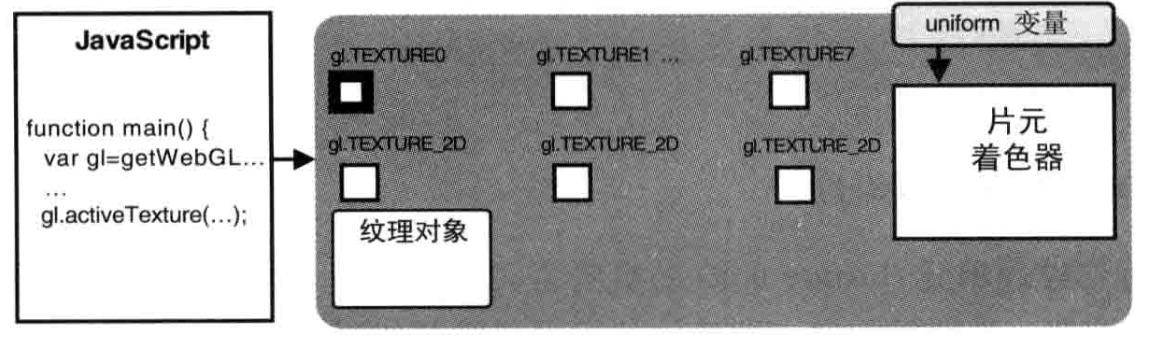 JavaScript
function main() {
var gl=getWebGL...
...
gl.activeTexture(...);
gl.TEXTURE0
gl.TEXTURE1 ...
gl.TEXTURE7
gl.TEXTURE_2D
gl.TEXTURE_2D
gl.TEXTURE_2D
纹理对象
uniform 变量
片元
着色器